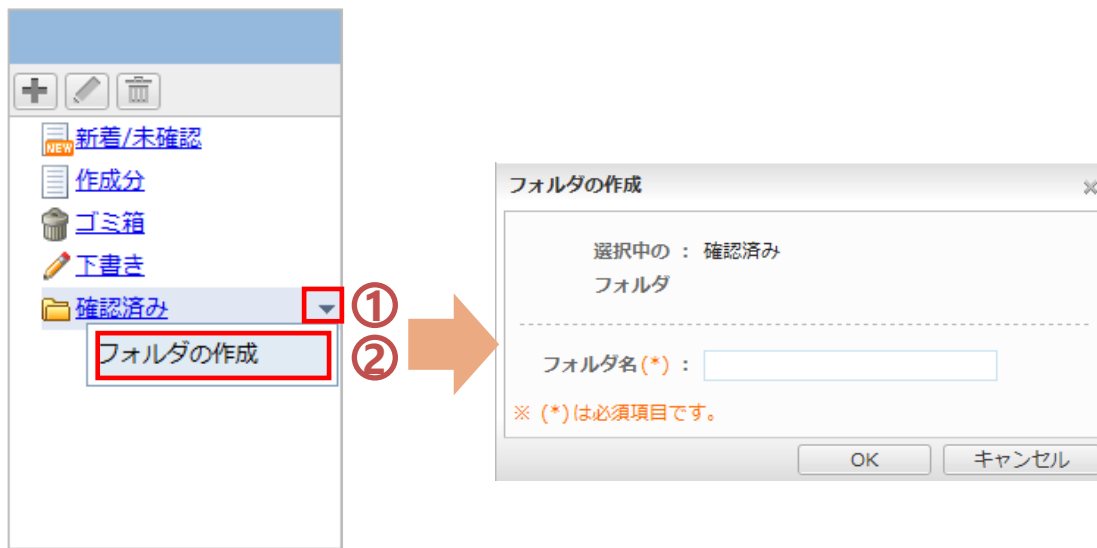 NEW
新着/未確認
作成分
ゴミ箱
下書き
確認済み
①
フォルダの作成
②
フォルダの作成
選択中の : 確認済み
フォルダ
フォルダ名(*) :
※ (*)は必須項目です。
OK
キャンセル